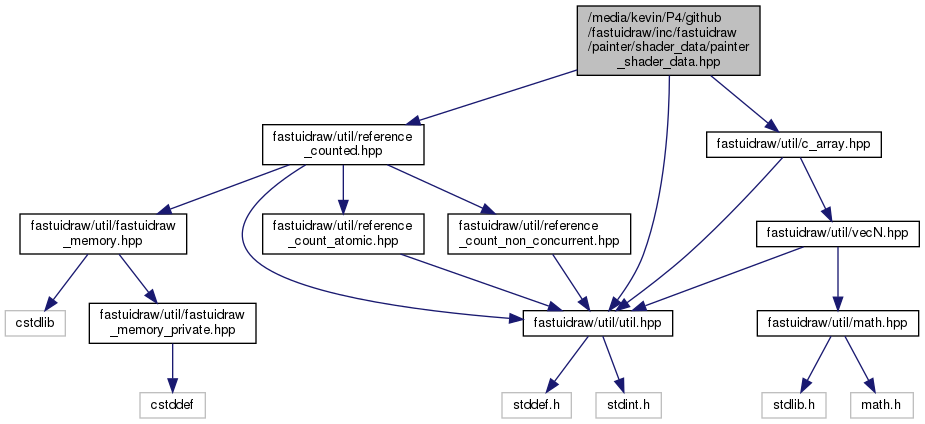 /media/kevin/P4/github
/fastuidraw/inc/fastuidraw
/painter/shader_data/painter
_shader_data.hpp
fastuidraw/util/reference
_counted.hpp
fastuidraw/util/c_array.hpp
fastuidraw/util/fastuidraw
_memory.hpp
fastuidraw/util/reference
_count_atomic.hpp
fastuidraw/util/reference
_count_non_concurrent.hpp
fastuidraw/util/vecN.hpp
cstdlib
fastuidraw/util/fastuidraw
_memory_private.hpp
fastuidraw/util/util.hpp
fastuidraw/util/math.hpp
cstddef
stddef.h
stdint.h
stdlib.h
math.h